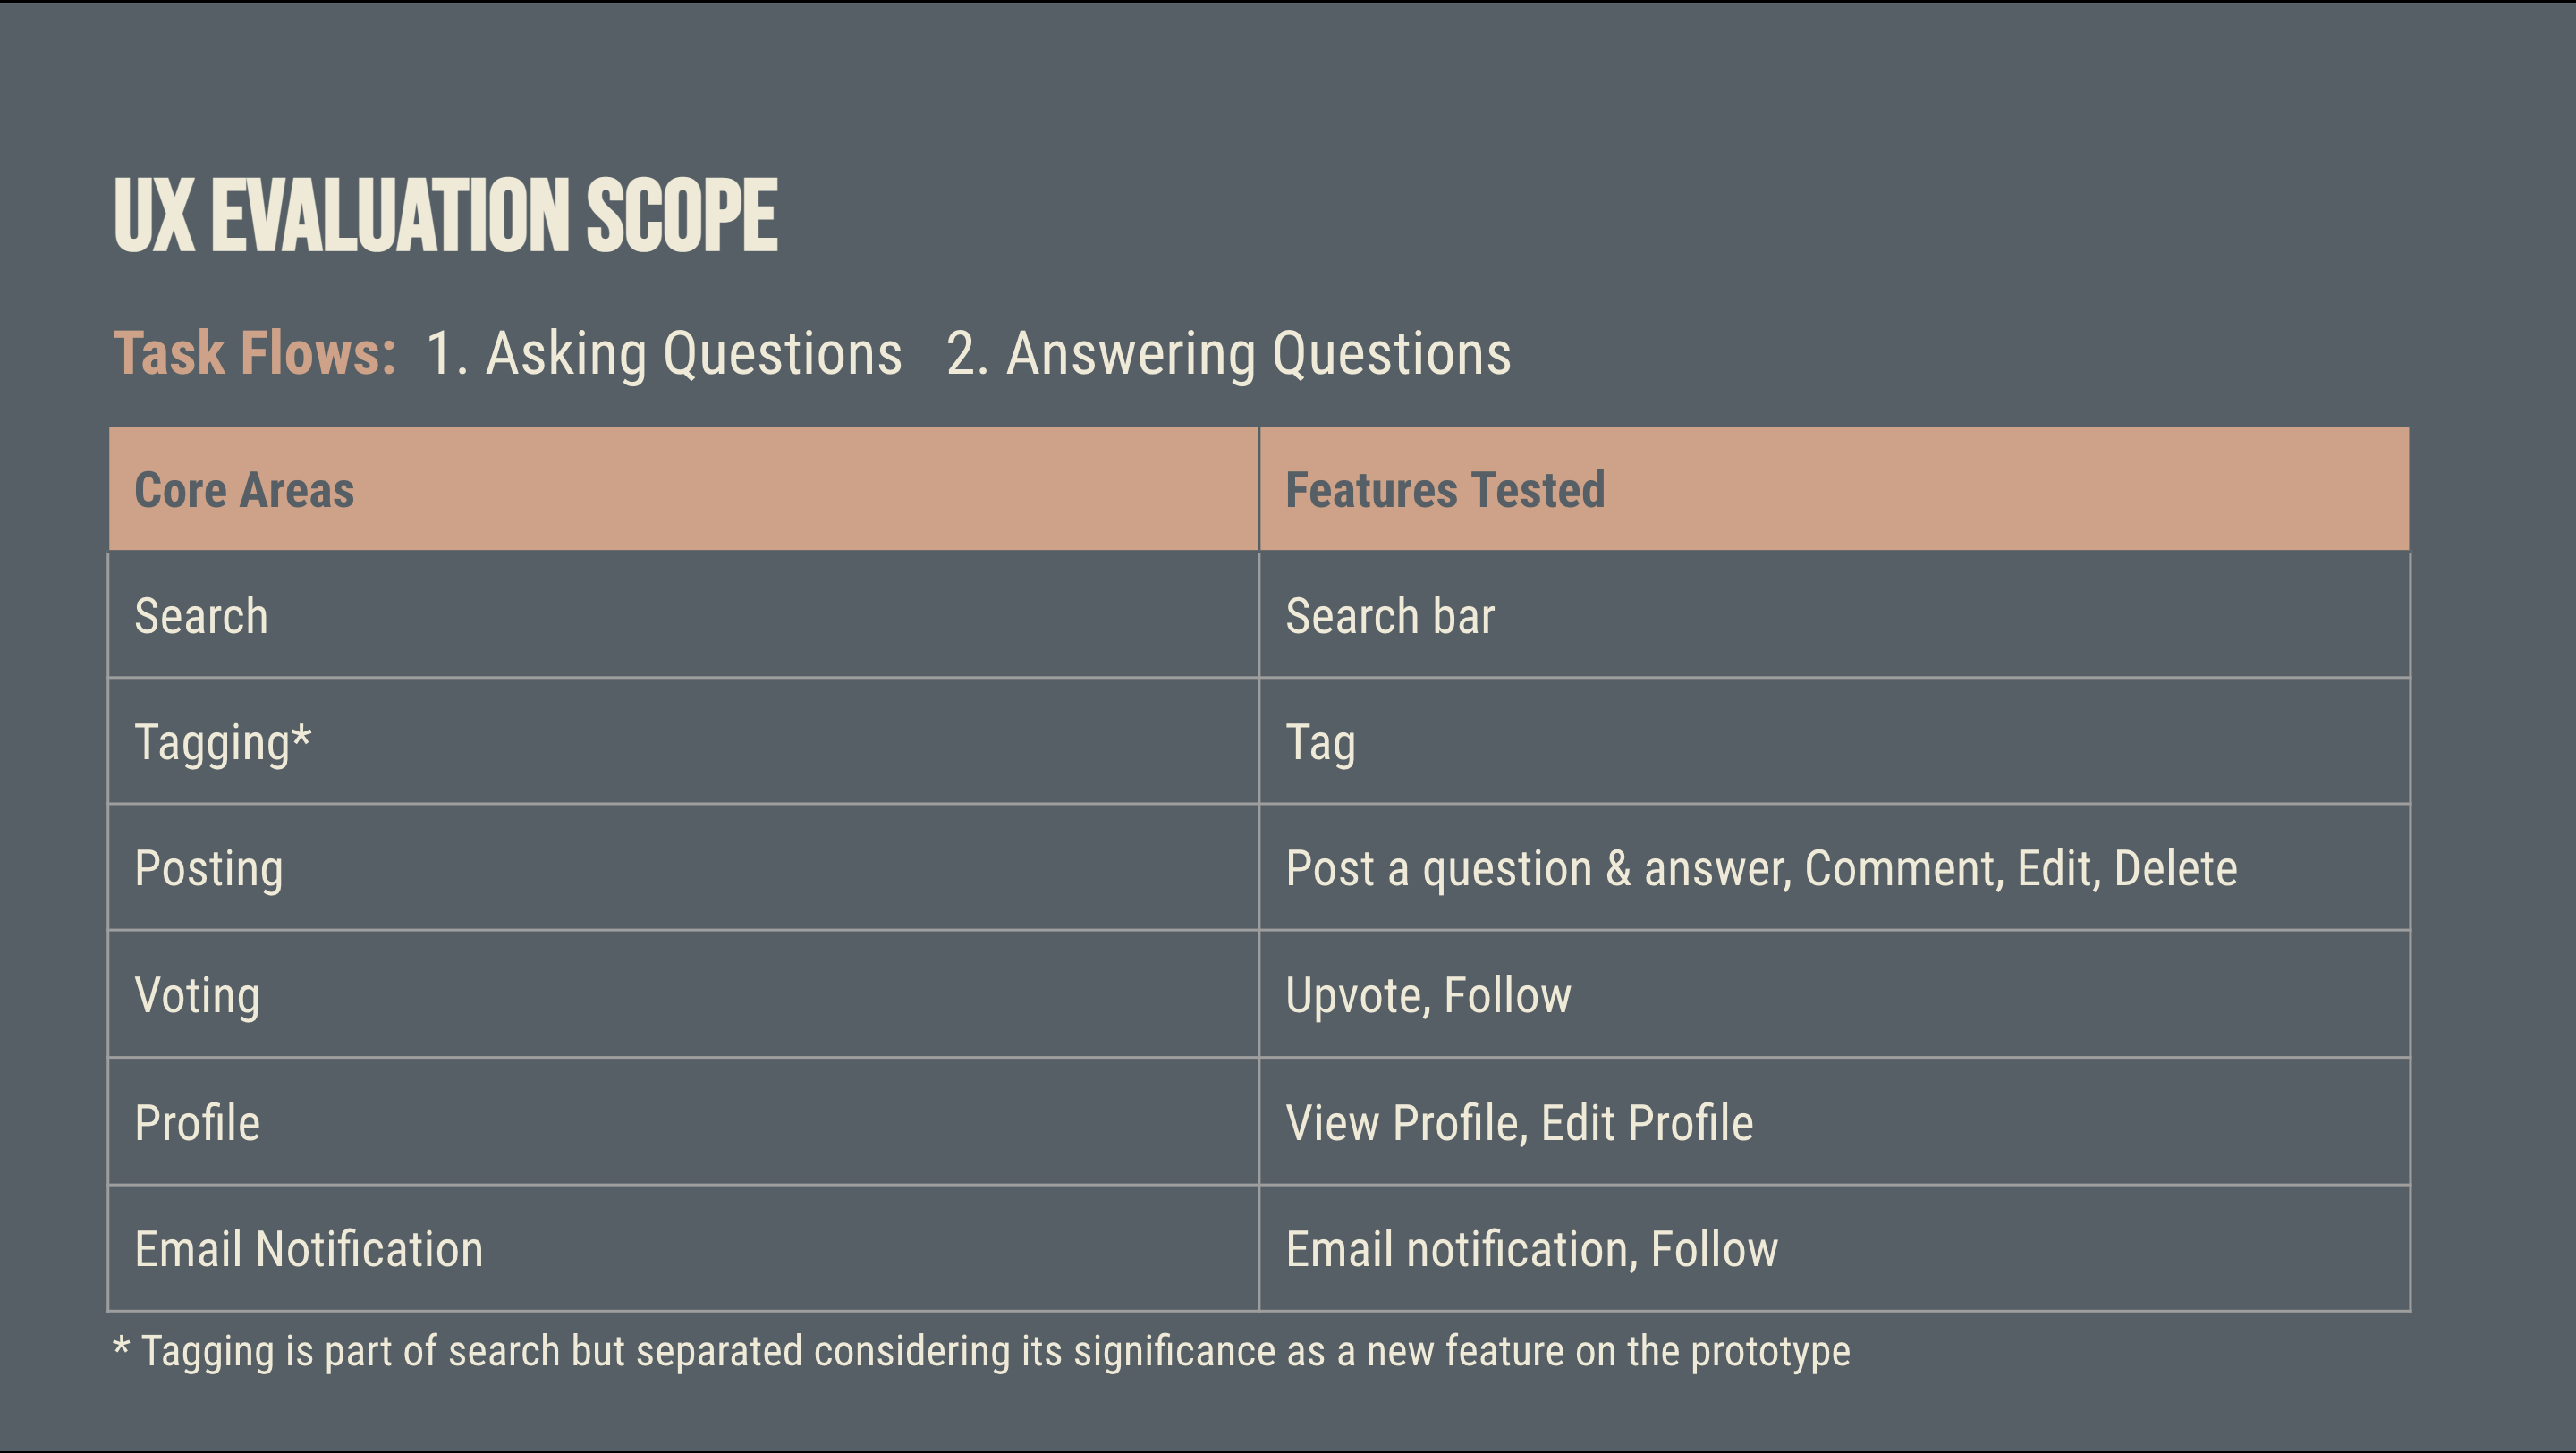 UX EVALUATION SCOPE
Task Flows: 1. Asking Questions 2. Answering Questions
Core Areas Features Tested
Search Search bar
Tagging* Tag
Posting Post a question & answer, Comment, Edit, Delete
Voting Upvote, Follow
Profile View Profile, Edit Profile
Email Notification Email notification, Follow
* Tagging is part of search but separated considering its significance as a new feature on the prototype